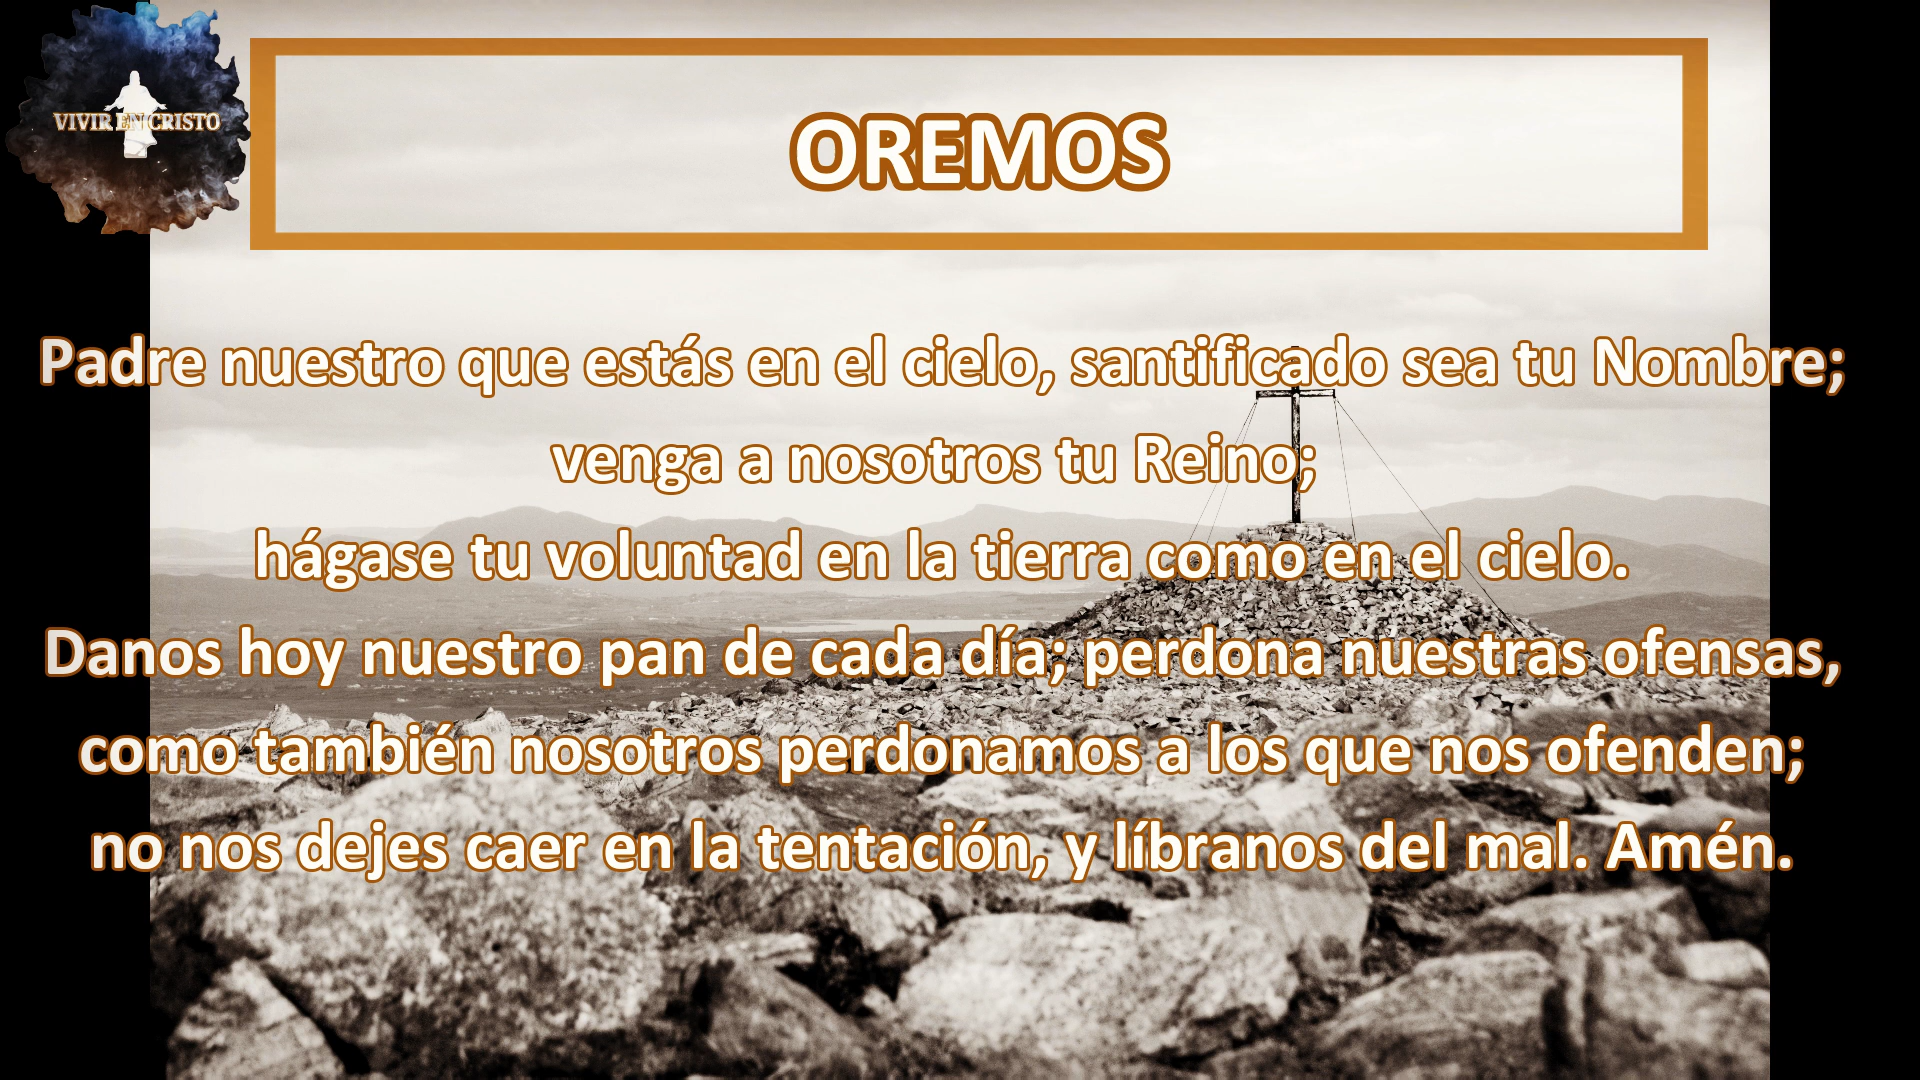 VIVIR EN CRISTO
OREMOS
Padre nuestro que estás en el cielo, santificado sea tu Nombre;
venga a nosotros tu Reino;
hágase tu voluntad en la tierra como en el cielo.
Danos hoy nuestro pan de cada día; perdona nuestras ofensas,
como también nosotros perdonamos a los que nos ofenden;
no nos dejes caer en la tentación, y líbranos del mal. Amén.